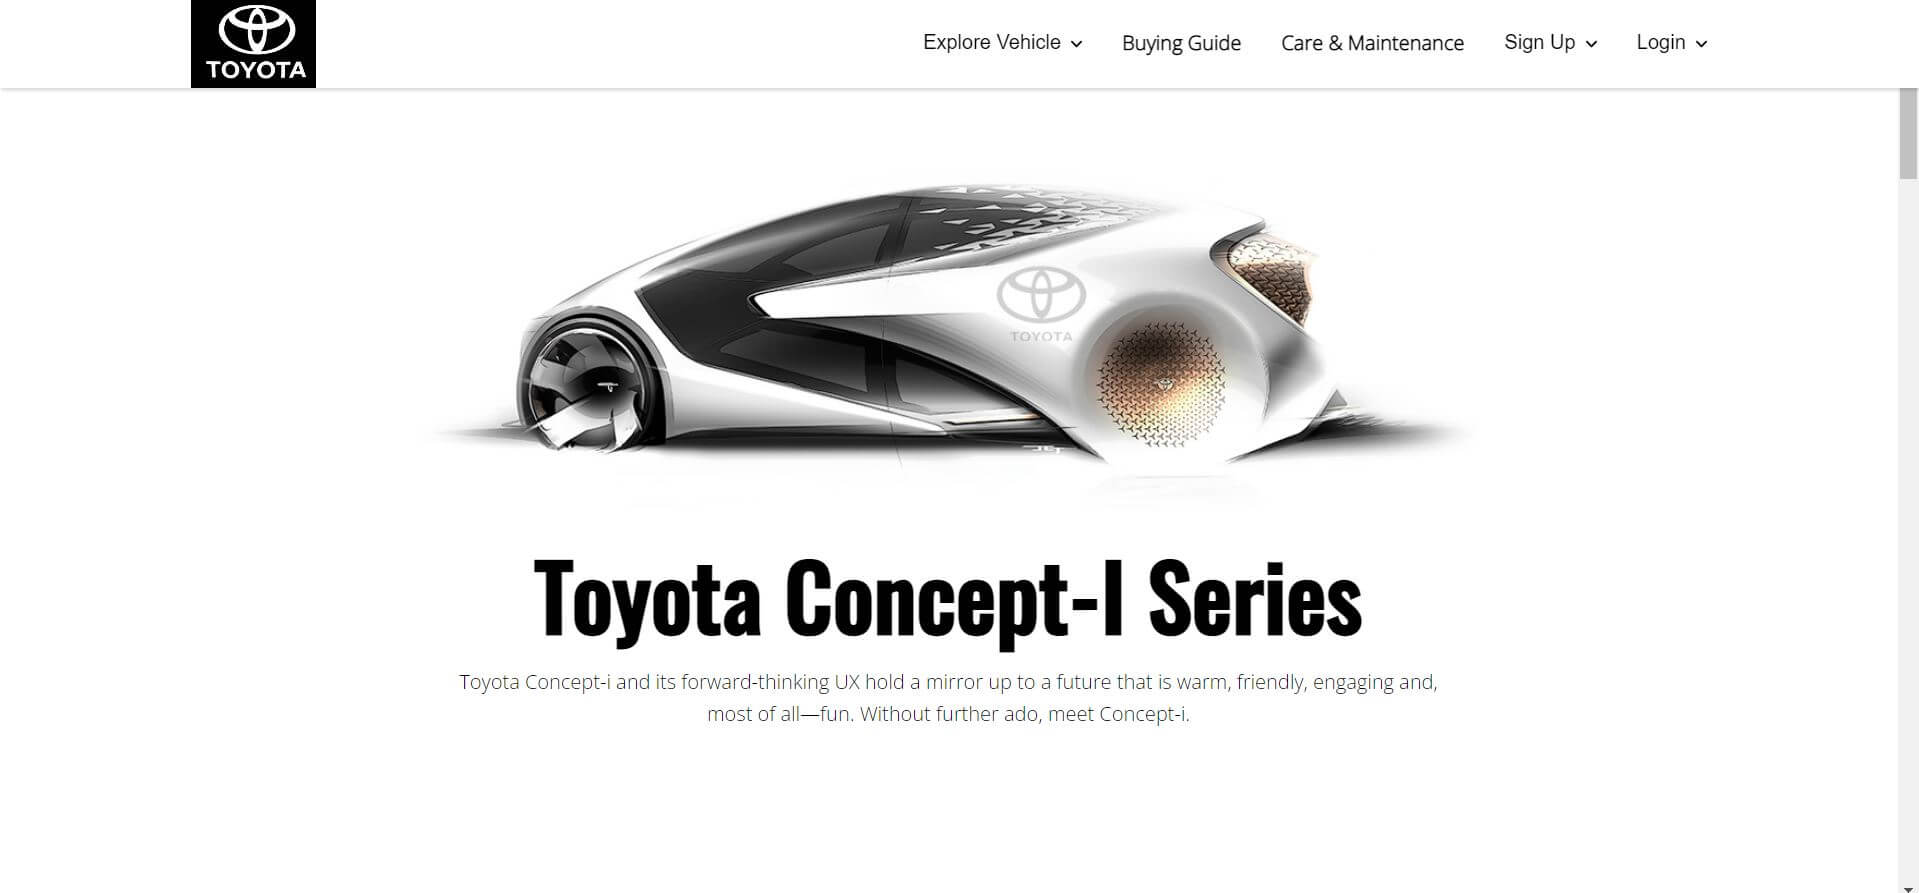 TOYOTA
Explore Vehicle
Buying Guide
Care & Maintenance
Sign Up
Login
TOYOTA
Toyota Concept-I Series
Toyota Concept-i and its forward-thinking UX hold a mirror up to a future that is warm, friendly, engaging and,
most of all—fun. Without further ado, meet Concept-i.